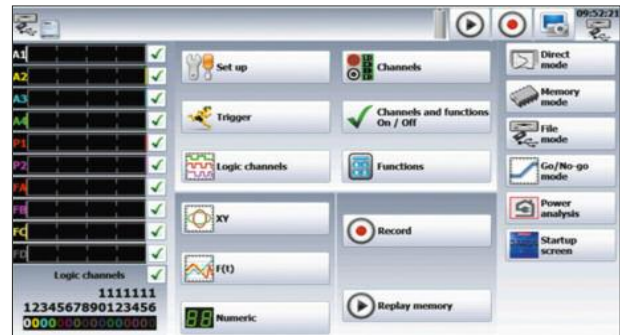 09:52:21
A1
A2
A3
A4
P1
P2
FA
FB
FC
FD
Logic channels
1111111
1234567890123456
0000000000000000
Set up
Channels
Trigger
Channels and functions
On / Off
Logic channels
Functions
XY
F(t)
Numeric
Record
Replay memory
Direct
mode
Memory
mode
File
mode
Go/No-go
mode
Power
analysis
Startup
screen